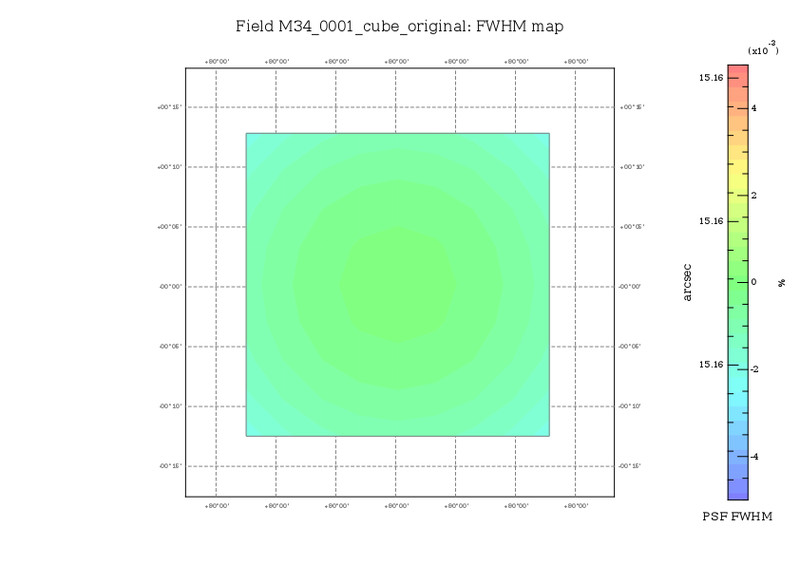 Field M34_0001_cube_original: FWHM map
(x10⁻³)
+80°00' +80°00' +80°00' +80°00' +80°00' +80°00' +80°00'
+00°15' +00°15'
+00°10' +00°10'
+00°05' +00°05'
+00°00' +00°00'
-00°05' -00°05'
-00°10' -00°10'
-00°15' -00°15'
+80°00' +80°00' +80°00' +80°00' +80°00' +80°00' +80°00'
15.16
4
2
15.16
0
arcsec
%
15.16
-2
-4
PSF FWHM